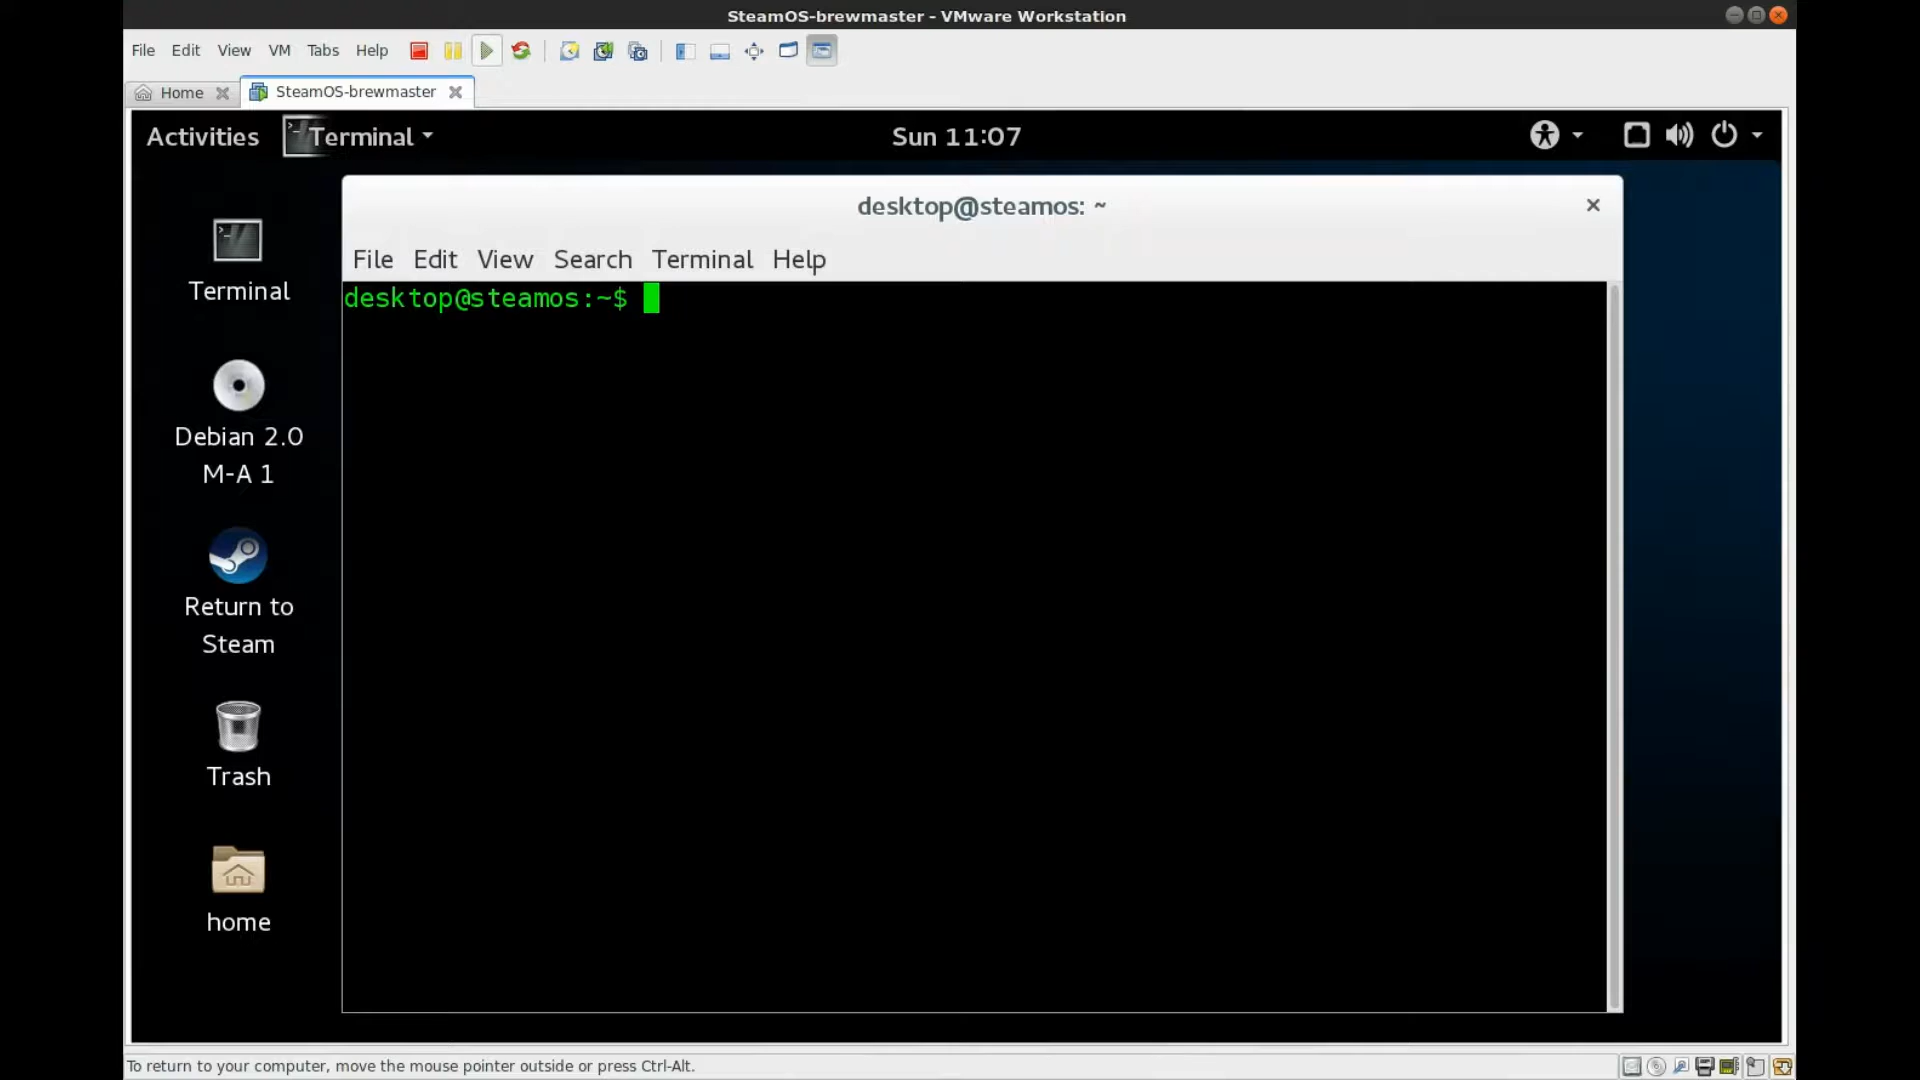 SteamOS-brewmaster - VMware Workstation
File Edit View VM Tabs Help
Home SteamOS-brewmaster
Activities Terminal Sun 11:07
desktop@steamos: ~
File Edit View Search Terminal Help
desktop@steamos:~$
Terminal
Debian 2.0
M-A 1
Return to
Steam
Trash
home
To return to your computer, move the mouse pointer outside or press Ctrl-Alt.